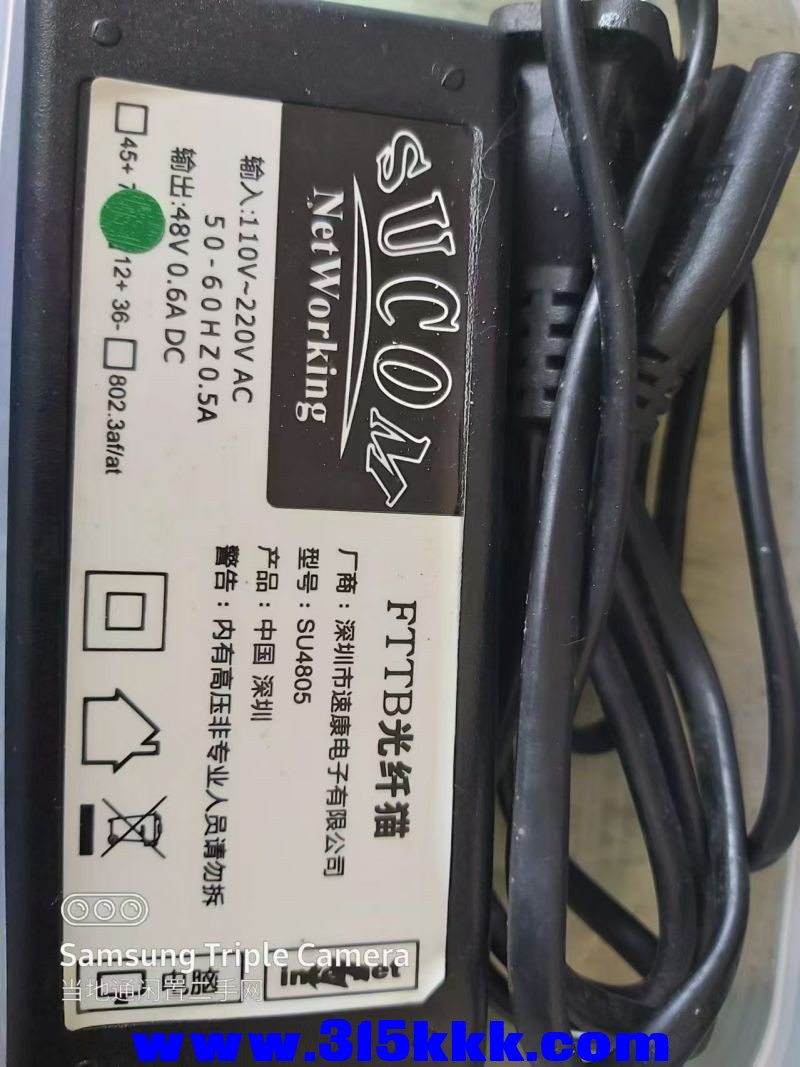 SUCON
NetWorking
输入:110V~220V AC
50-60HZ0.5A
输出:48V 0.6A DC
45+
12+ 36-
802.3af/at
FTTB光纤猫
厂商：深圳市速康电子有限公司
型号：SU4805
产品：中国 深圳
警告：内有高压非专业人员请勿拆
Samsung Triple Camera
当地通闲置二手网
www.315kkk.com